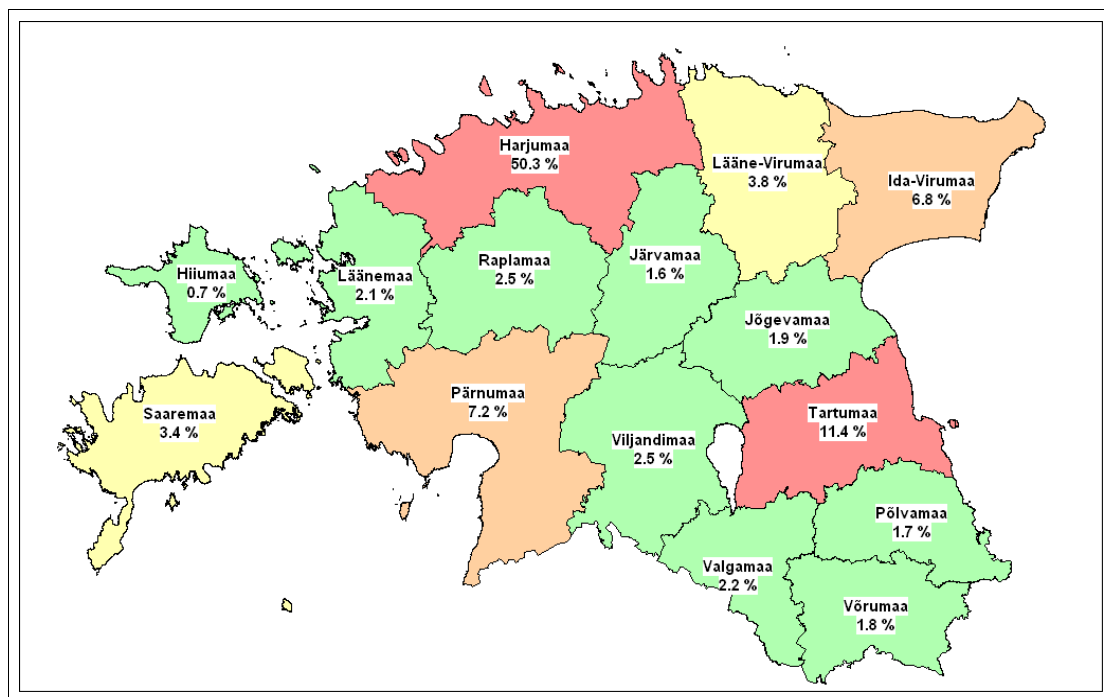 Harjumaa
50.3 %
Lääne-Virumaa
3.8 %
Ida-Virumaa
6.8 %
Hiiumaa
0.7 %
Läänemaa
2.1 %
Raplamaa
2.5 %
Järvamaa
1.6 %
Jõgevamaa
1.9 %
Saaremaa
3.4 %
Pärnumaa
7.2 %
Viljandimaa
2.5 %
Tartumaa
11.4 %
Põlvamaa
1.7 %
Valgamaa
2.2 %
Võrumaa
1.8 %